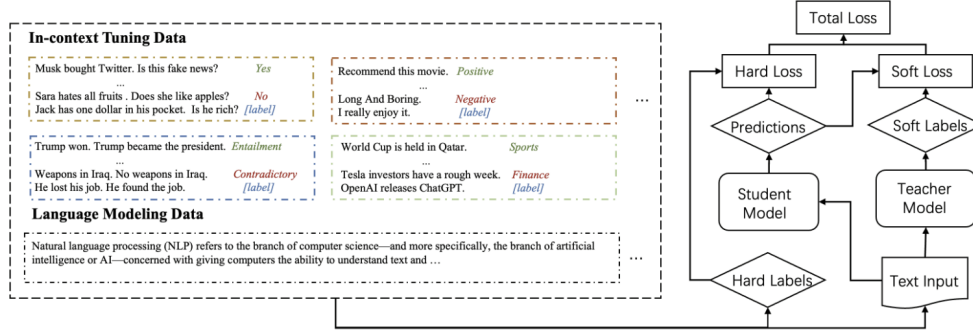 In-context Tuning Data
Musk bought Twitter. Is this fake news? Yes
...
Sara hates all fruits . Does she like apples? No
Jack has one dollar in his pocket. Is he rich? [label]
Recommend this movie. Positive
...
Long And Boring. Negative
I really enjoy it. [label]
...
Trump won. Trump became the president. Entailment
...
Weapons in Iraq. No weapons in Iraq. Contradictory
He lost his job. He found the job. [label]
World Cup is held in Qatar. Sports
...
Tesla investors have a rough week. Finance
OpenAI releases ChatGPT. [label]
Language Modeling Data
Natural language processing (NLP) refers to the branch of computer science—and more specifically, the branch of artificial
intelligence or AI—concerned with giving computers the ability to understand text and …
...
Total Loss
Hard Loss
Soft Loss
Predictions
Soft Labels
Student
Model
Teacher
Model
Hard Labels
Text Input